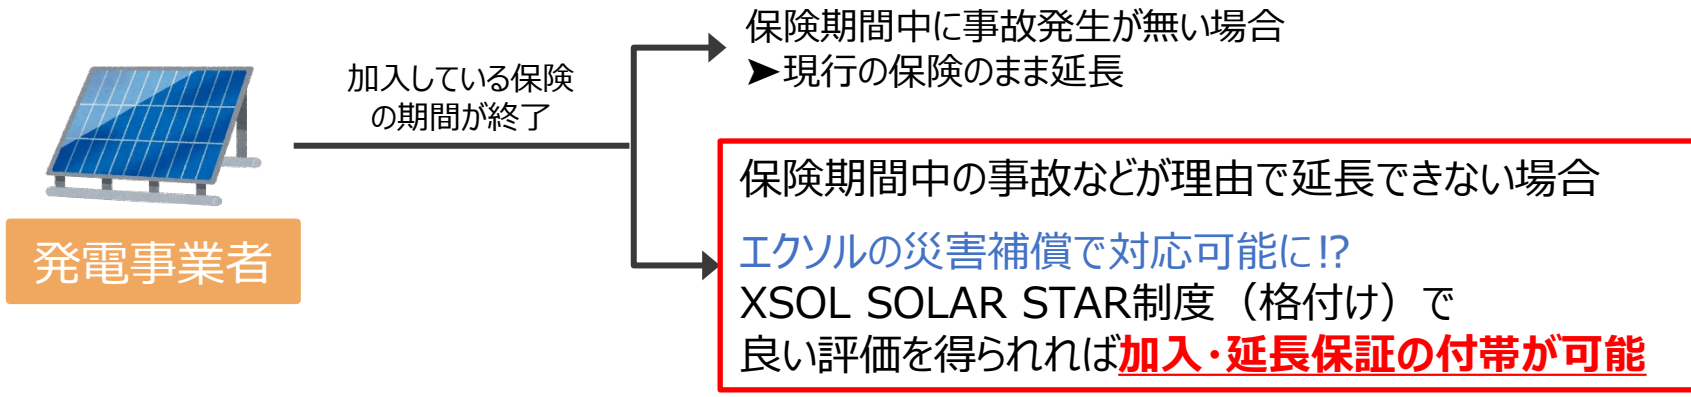 加入している保険
の期間が終了
発電事業者
保険期間中に事故発生が無い場合
➤現行の保険のまま延長
保険期間中の事故などが理由で延長できない場合
エクソルの災害補償で対応可能に!?
XSOL SOLAR STAR制度（格付け）で
良い評価を得られれば加入・延長保証の付帯が可能